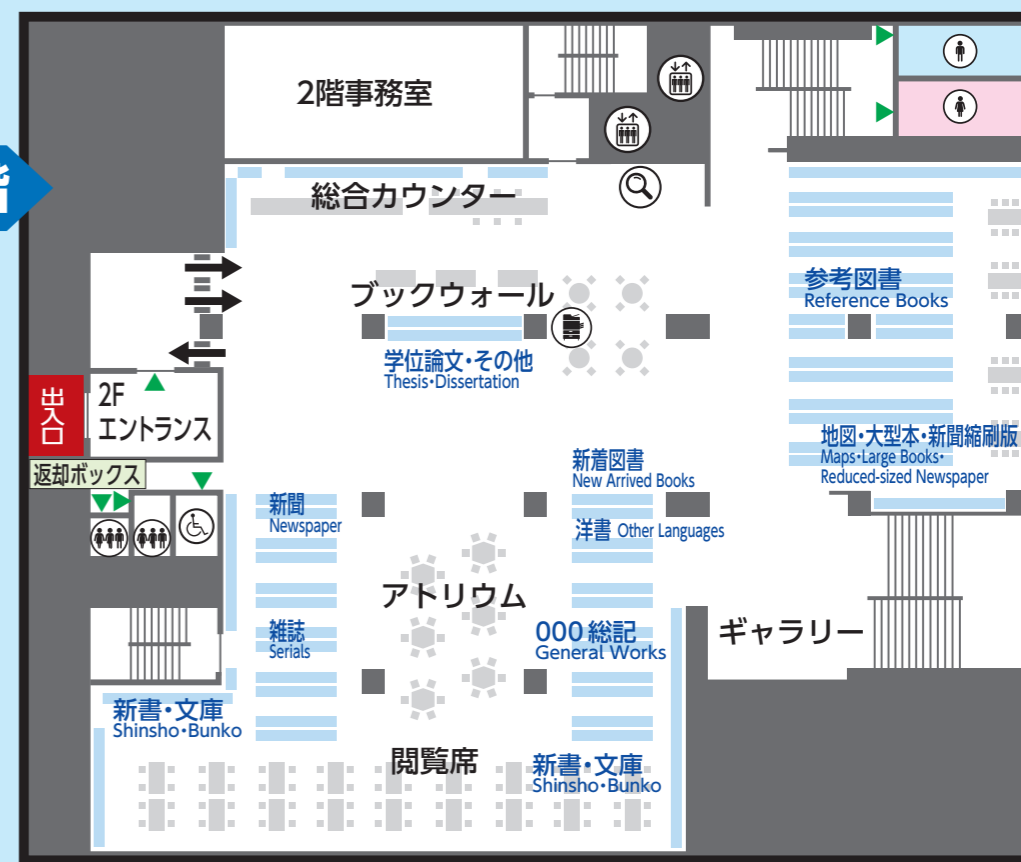 2階事務室
階
総合カウンター
ブックウォール
学位論文・その他
Thesis・Dissertation
参考図書
Reference Books
出入口
2F
エントランス
返却ボックス
地図・大型本・新聞縮刷版
Maps・Large Books・
Reduced-sized Newspaper
新着図書
New Arrived Books
新聞
Newspaper
洋書 Other Languages
アトリウム
雑誌
Serials
000 総記
General Works
ギャラリー
新書・文庫
Shinsho・Bunko
閲覧席
新書・文庫
Shinsho・Bunko